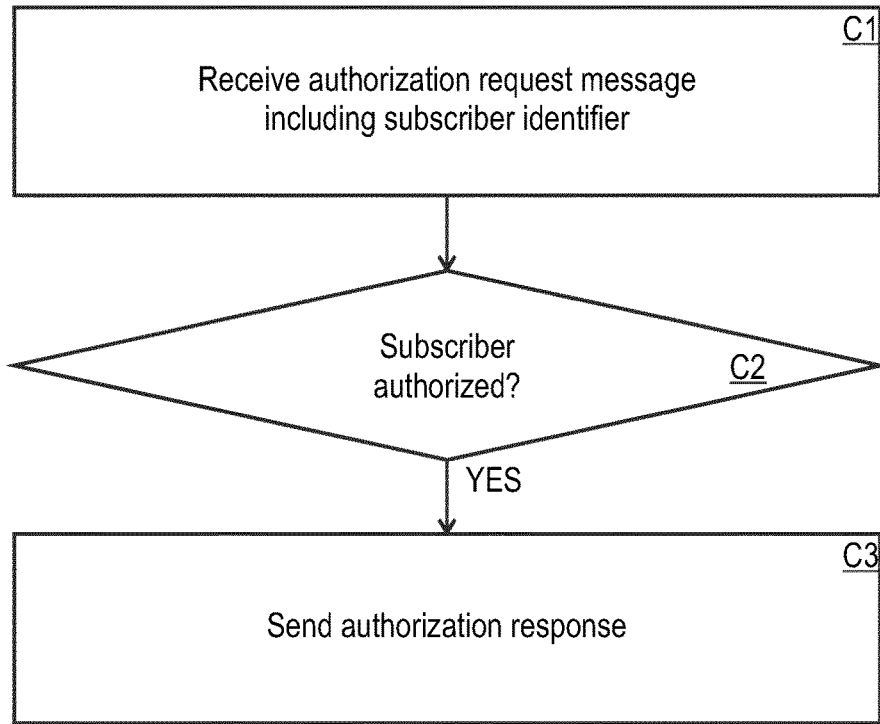 C1
Receive authorization request message
including subscriber identifier
Subscriber
authorized?
C2
YES
C3
Send authorization response